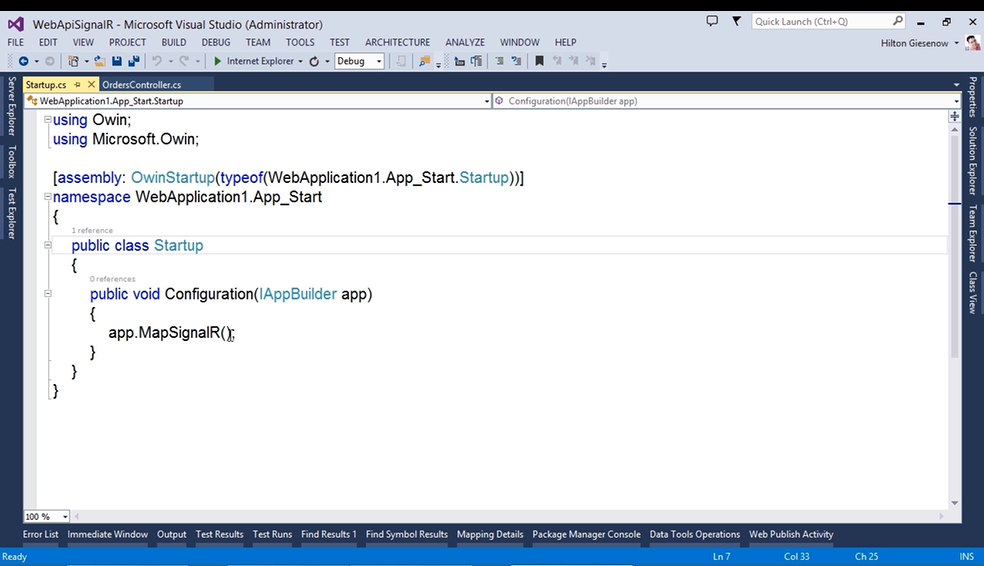 WebApiSignalR - Microsoft Visual Studio (Administrator)
Quick Launch (Ctrl+Q)
FILE EDIT VIEW PROJECT BUILD DEBUG TEAM TOOLS TEST ARCHITECTURE ANALYZE WINDOW HELP
Hilton Giesenow
Internet Explorer Debug
Startup.cs OrdersController.cs
WebApplication1.App_Start.Startup Configuration(IAppBuilder app)
Server Explorer
Toolbox
Test Explorer
using Owin;
using Microsoft.Owin;
[assembly: OwinStartup(typeof(WebApplication1.App_Start.Startup))]
namespace WebApplication1.App_Start
{
1 reference
public class Startup
{
0 references
public void Configuration(IAppBuilder app)
{
app.MapSignalR();
}
}
}
Properties
Solution Explorer
Team Explorer
Class View
100 %
Error List Immediate Window Output Test Results Test Runs Find Results 1 Find Symbol Results Mapping Details Package Manager Console Data Tools Operations Web Publish Activity
Ready Ln 7 Col 33 Ch 25 INS